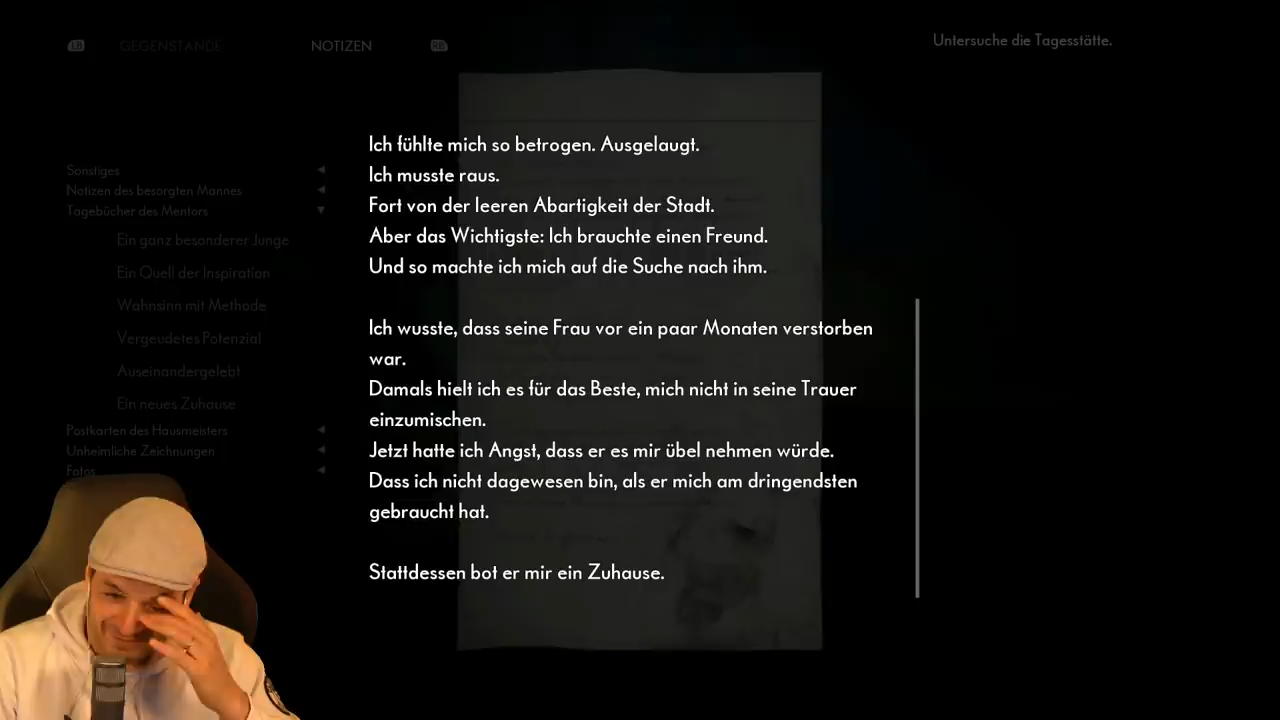 LB GEGENSTÄNDE NOTIZEN RB
Untersuche die Tagesstätte.
Sonstiges
Notizen des besorgten Mannes
Tagebücher des Mentors
Ein ganz besonderer Junge
Ein Quell der Inspiration
Wahnsinn mit Methode
Vergeudetes Potenzial
Auseinandergelebt
Ein neues Zuhause
Postkarten des Hausmeisters
Unheimliche Zeichnungen
Fotos
Ich fühlte mich so betrogen. Ausgelaugt.
Ich musste raus.
Fort von der leeren Abartigkeit der Stadt.
Aber das Wichtigste: Ich brauchte einen Freund.
Und so machte ich mich auf die Suche nach ihm.
Ich wusste, dass seine Frau vor ein paar Monaten verstorben
war.
Damals hielt ich es für das Beste, mich nicht in seine Trauer
einzumischen.
Jetzt hatte ich Angst, dass er es mir übel nehmen würde.
Dass ich nicht dagewesen bin, als er mich am dringendsten
gebraucht hat.
Stattdessen bot er mir ein Zuhause.